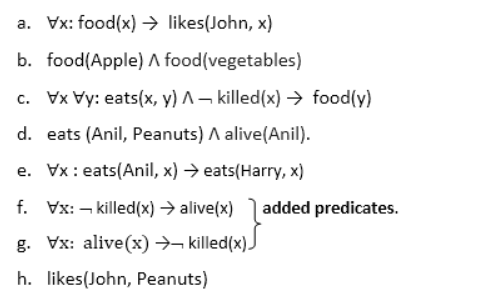 a. ∀x: food(x) → likes(John, x)
b. food(Apple) Λ food(vegetables)
c. ∀x ∀y: eats(x, y) Λ ¬ killed(x) → food(y)
d. eats (Anil, Peanuts) Λ alive(Anil).
e. ∀x : eats(Anil, x) → eats(Harry, x)
f. ∀x: ¬ killed(x) → alive(x) added predicates.
g. ∀x: alive(x) →¬ killed(x)
h. likes(John, Peanuts)